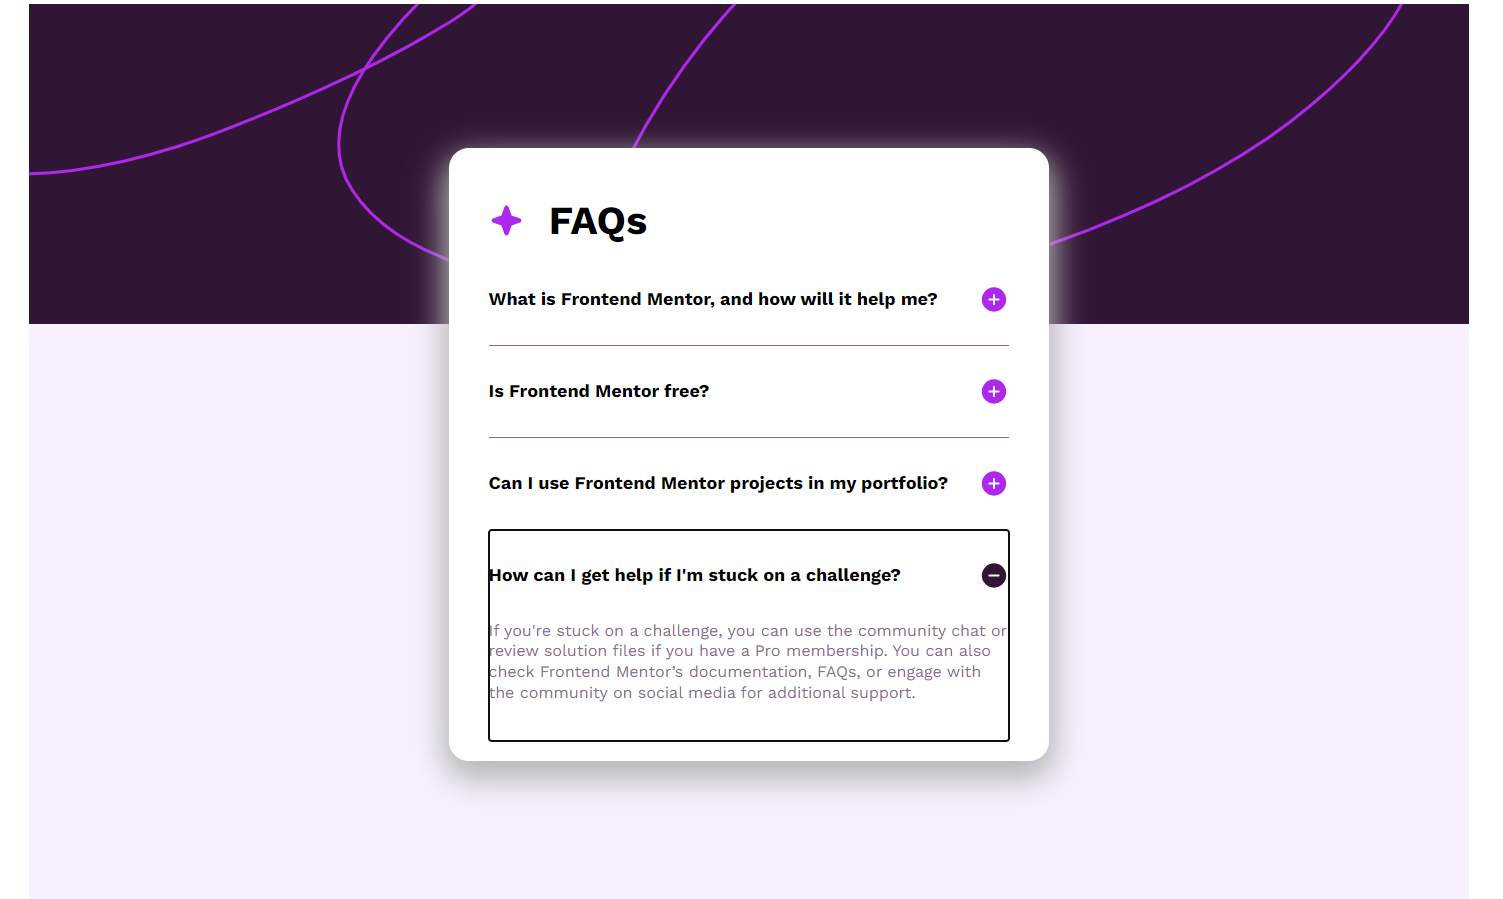 FAQs
What is Frontend Mentor, and how will it help me?
Is Frontend Mentor free?
Can I use Frontend Mentor projects in my portfolio?
How can I get help if I'm stuck on a challenge?
If you're stuck on a challenge, you can use the community chat or
review solution files if you have a Pro membership. You can also
check Frontend Mentor’s documentation, FAQs, or engage with
the community on social media for additional support.